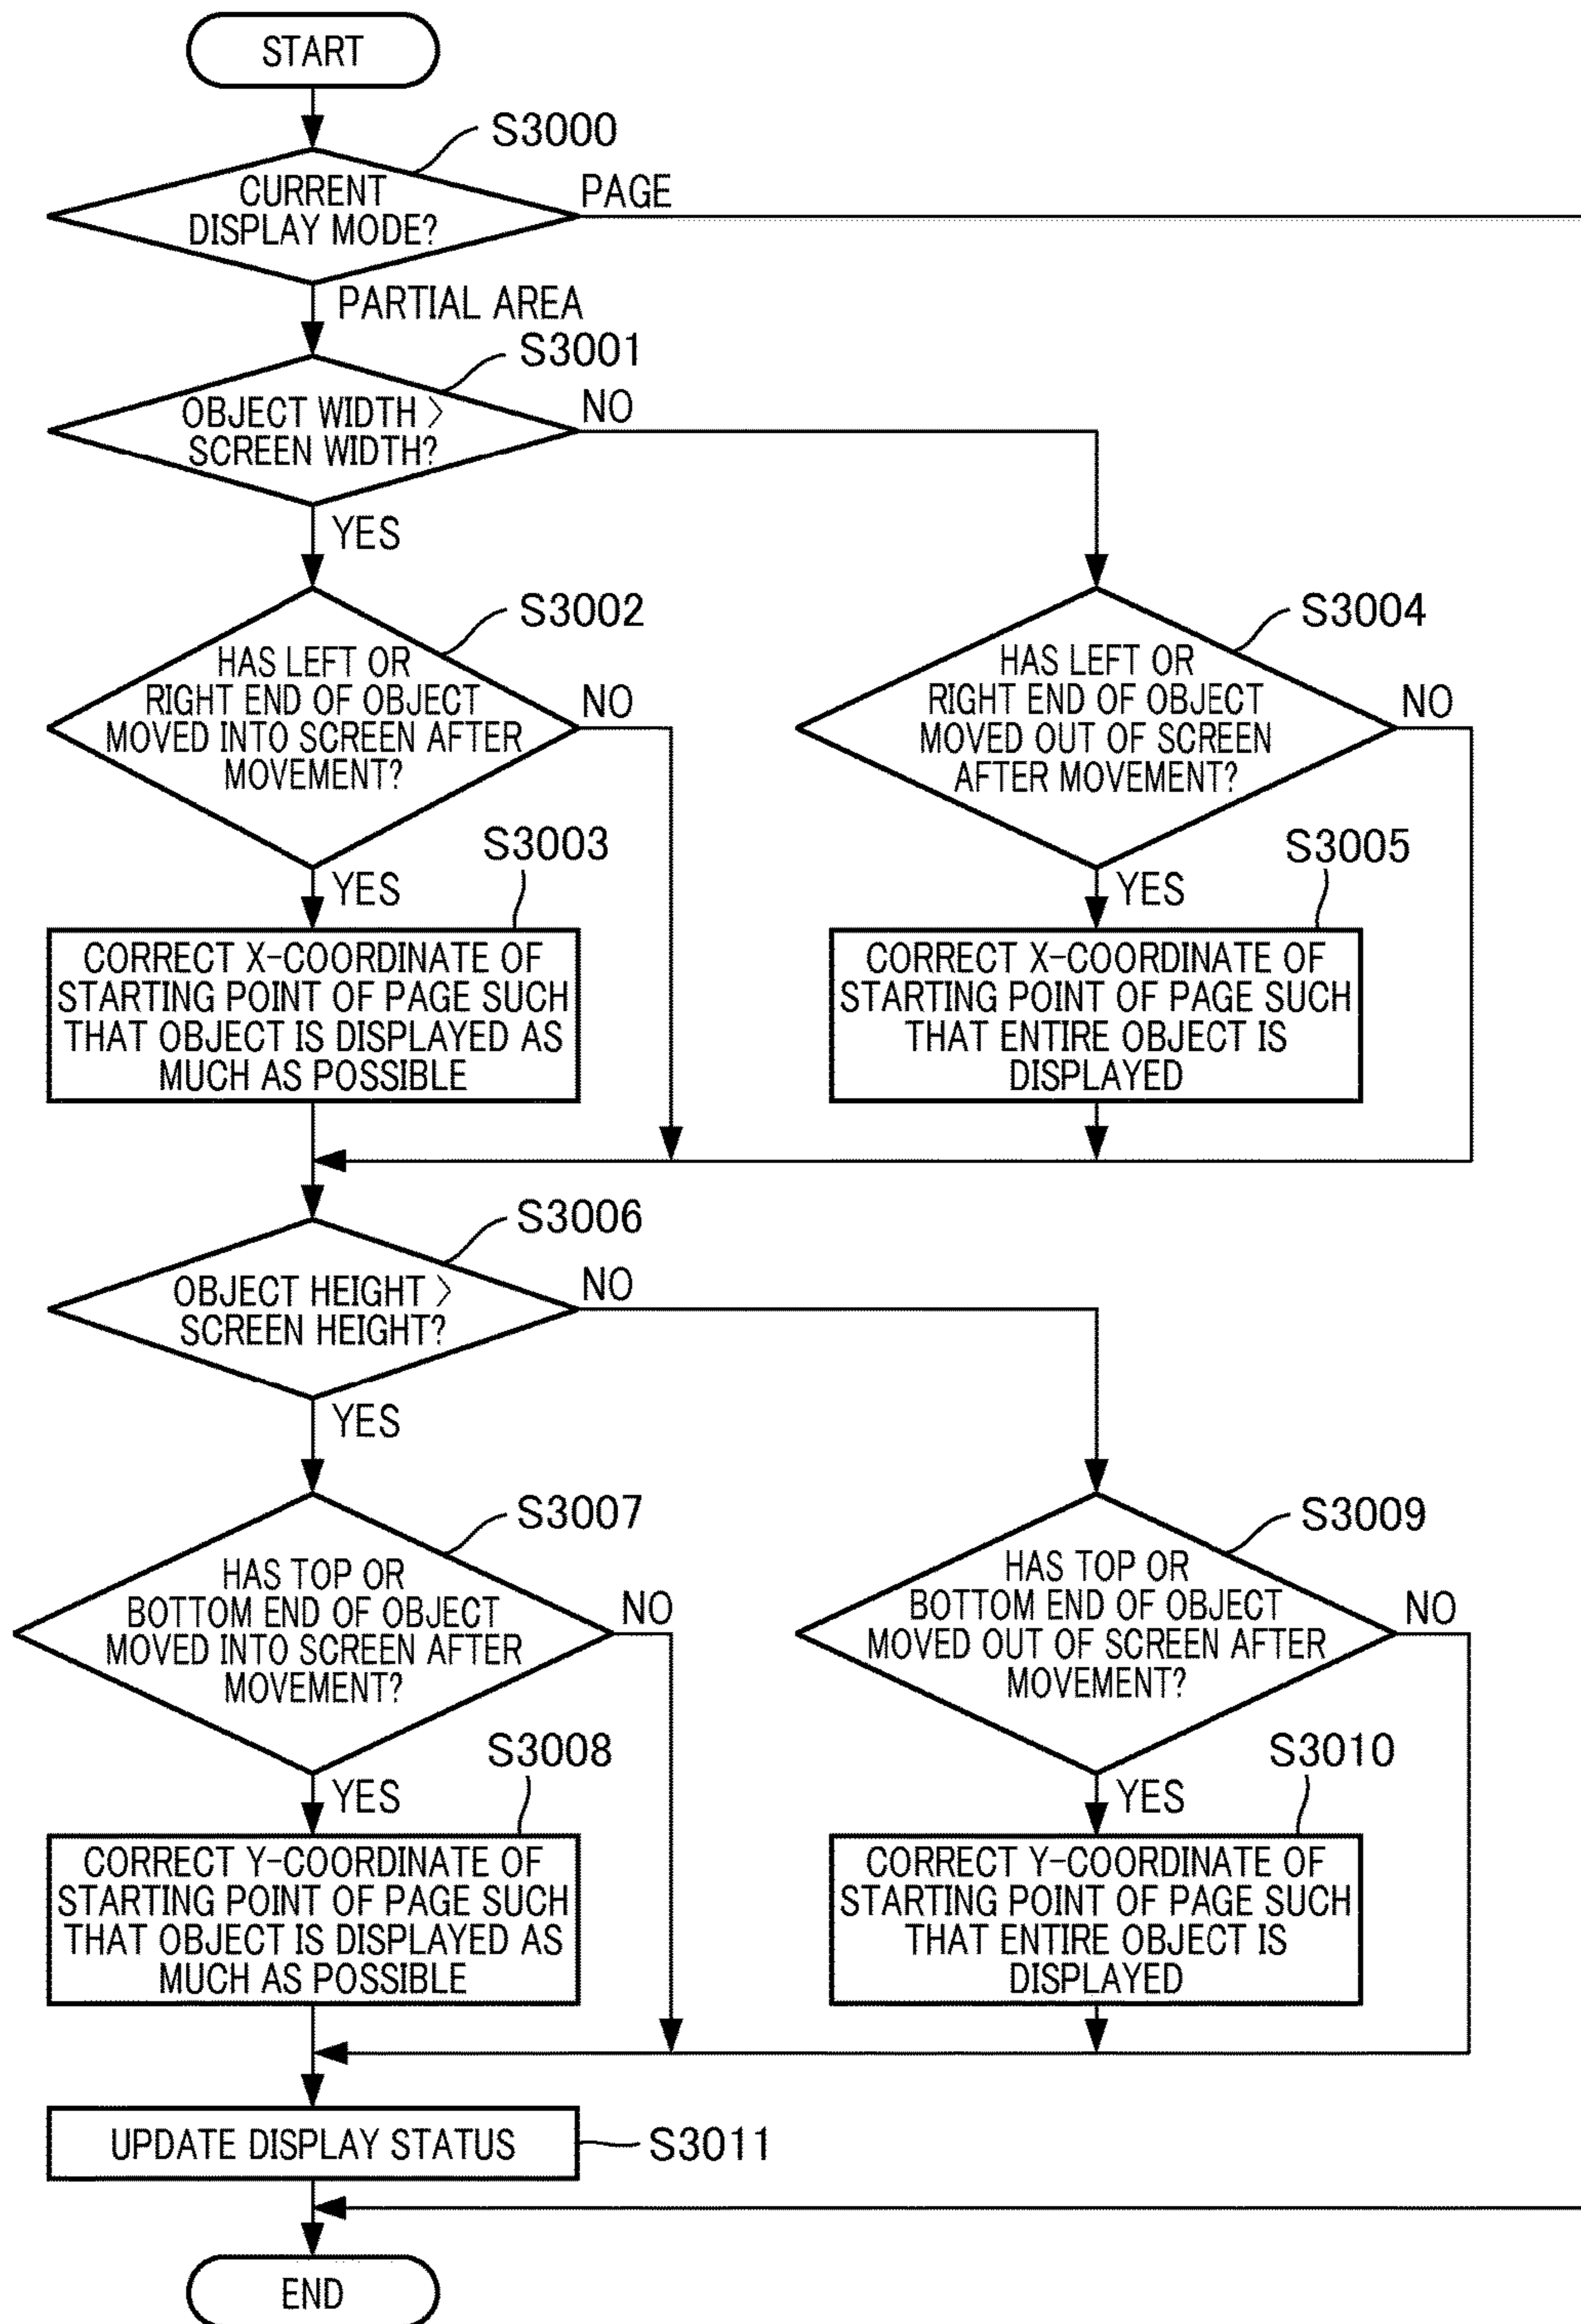 START
S3000
CURRENT
DISPLAY MODE?
PAGE
PARTIAL AREA
S3001
OBJECT WIDTH >
SCREEN WIDTH?
NO
YES
S3002
HAS LEFT OR
RIGHT END OF OBJECT
MOVED INTO SCREEN AFTER
MOVEMENT?
NO
S3004
HAS LEFT OR
RIGHT END OF OBJECT
MOVED OUT OF SCREEN
AFTER MOVEMENT?
NO
YES
S3003
CORRECT X-COORDINATE OF
STARTING POINT OF PAGE SUCH
THAT OBJECT IS DISPLAYED AS
MUCH AS POSSIBLE
YES
S3005
CORRECT X-COORDINATE OF
STARTING POINT OF PAGE SUCH
THAT ENTIRE OBJECT IS
DISPLAYED
S3006
OBJECT HEIGHT >
SCREEN HEIGHT?
NO
YES
S3007
HAS TOP OR
BOTTOM END OF OBJECT
MOVED INTO SCREEN AFTER
MOVEMENT?
NO
S3009
HAS TOP OR
BOTTOM END OF OBJECT
MOVED OUT OF SCREEN AFTER
MOVEMENT?
NO
YES
S3008
CORRECT Y-COORDINATE OF
STARTING POINT OF PAGE SUCH
THAT OBJECT IS DISPLAYED AS
MUCH AS POSSIBLE
YES
S3010
CORRECT Y-COORDINATE OF
STARTING POINT OF PAGE SUCH
THAT ENTIRE OBJECT IS
DISPLAYED
UPDATE DISPLAY STATUS
S3011
END